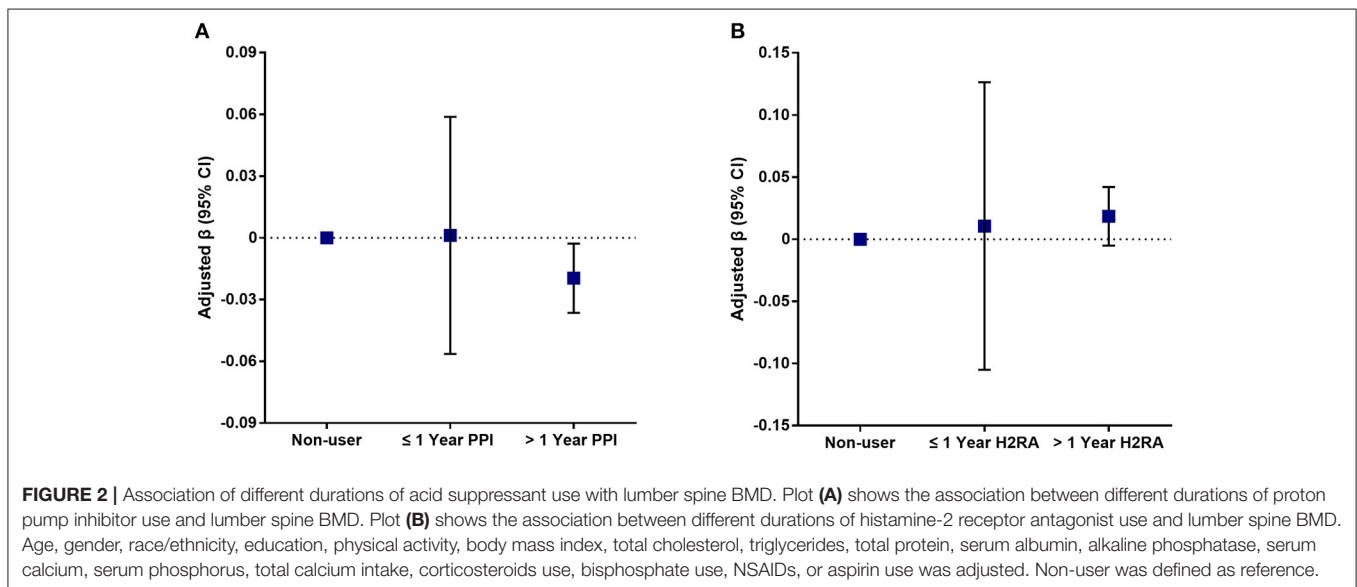 A
Adjusted β (95% CI)
0.09
0.06
0.03
0
-0.03
-0.06
-0.09
Non-user ≤ 1 Year PPI > 1 Year PPI
B
Adjusted β (95% CI)
0.15
0.10
0.05
0
-0.05
-0.10
-0.15
Non-user ≤ 1 Year H2RA > 1 Year H2RA
FIGURE 2 | Association of different durations of acid suppressant use with lumber spine BMD. Plot (A) shows the association between different durations of proton
pump inhibitor use and lumber spine BMD. Plot (B) shows the association between different durations of histamine-2 receptor antagonist use and lumber spine BMD.
Age, gender, race/ethnicity, education, physical activity, body mass index, total cholesterol, triglycerides, total protein, serum albumin, alkaline phosphatase, serum
calcium, serum phosphorus, total calcium intake, corticosteroids use, bisphosphate use, NSAIDs, or aspirin use was adjusted. Non-user was defined as reference.